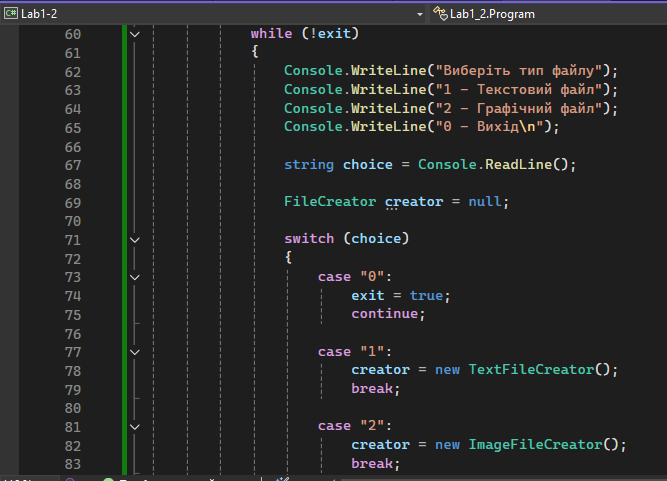 C# Lab1-2 Lab1_2.Program
60 while (!exit)
61 {
62 Console.WriteLine("Виберіть тип файлу");
63 Console.WriteLine("1 - Текстовий файл");
64 Console.WriteLine("2 - Графічний файл");
65 Console.WriteLine("0 - Вихід\n");
66
67 string choice = Console.ReadLine();
68
69 FileCreator creator = null;
70
71 switch (choice)
72 {
73 case "0":
74 exit = true;
75 continue;
76
77 case "1":
78 creator = new TextFileCreator();
79 break;
80
81 case "2":
82 creator = new ImageFileCreator();
83 break;